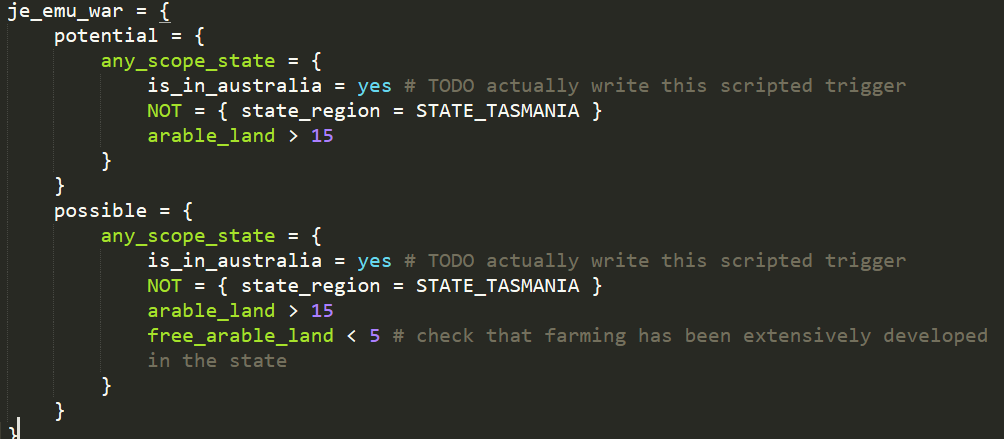 je_emu_war = {
potential = {
any_scope_state = {
is_in_australia = yes # TODO actually write this scripted trigger
NOT = { state_region = STATE_TASMANIA }
arable_land > 15
}
}
possible = {
any_scope_state = {
is_in_australia = yes # TODO actually write this scripted trigger
NOT = { state_region = STATE_TASMANIA }
arable_land > 15
free_arable_land < 5 # check that farming has been extensively developed
in the state
}
}
}